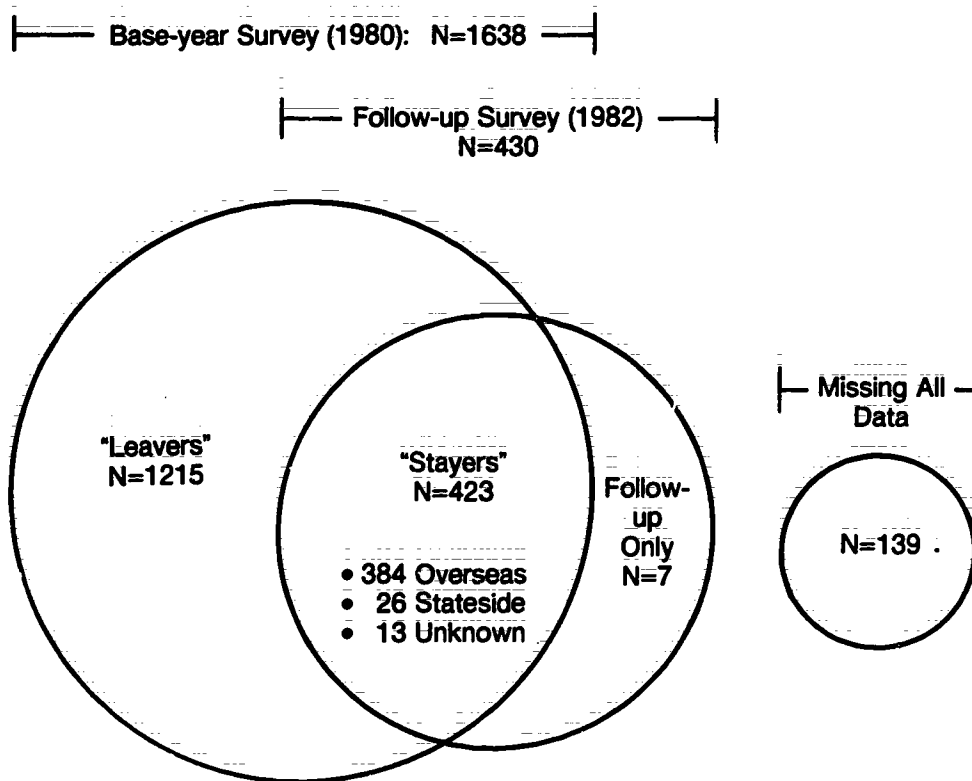 Base-year Survey (1980): N=1638
Follow-up Survey (1982)
N=430
Missing All
Data
"Leavers"
N=1215
"Stayers"
N=423
Follow-
up
Only
N=7
N=139
• 384 Overseas
• 26 Stateside
• 13 Unknown